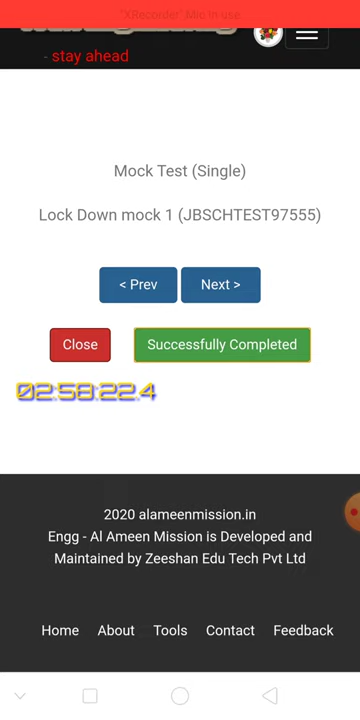 "XRecorder" Mic in use
- stay ahead
Mock Test (Single)
Lock Down mock 1 (JBSCHTEST97555)
< Prev
Next >
Close
Successfully Completed
02:58:22.4
2020 alameenmission.in
Engg - Al Ameen Mission is Developed and
Maintained by Zeeshan Edu Tech Pvt Ltd
Home About Tools Contact Feedback